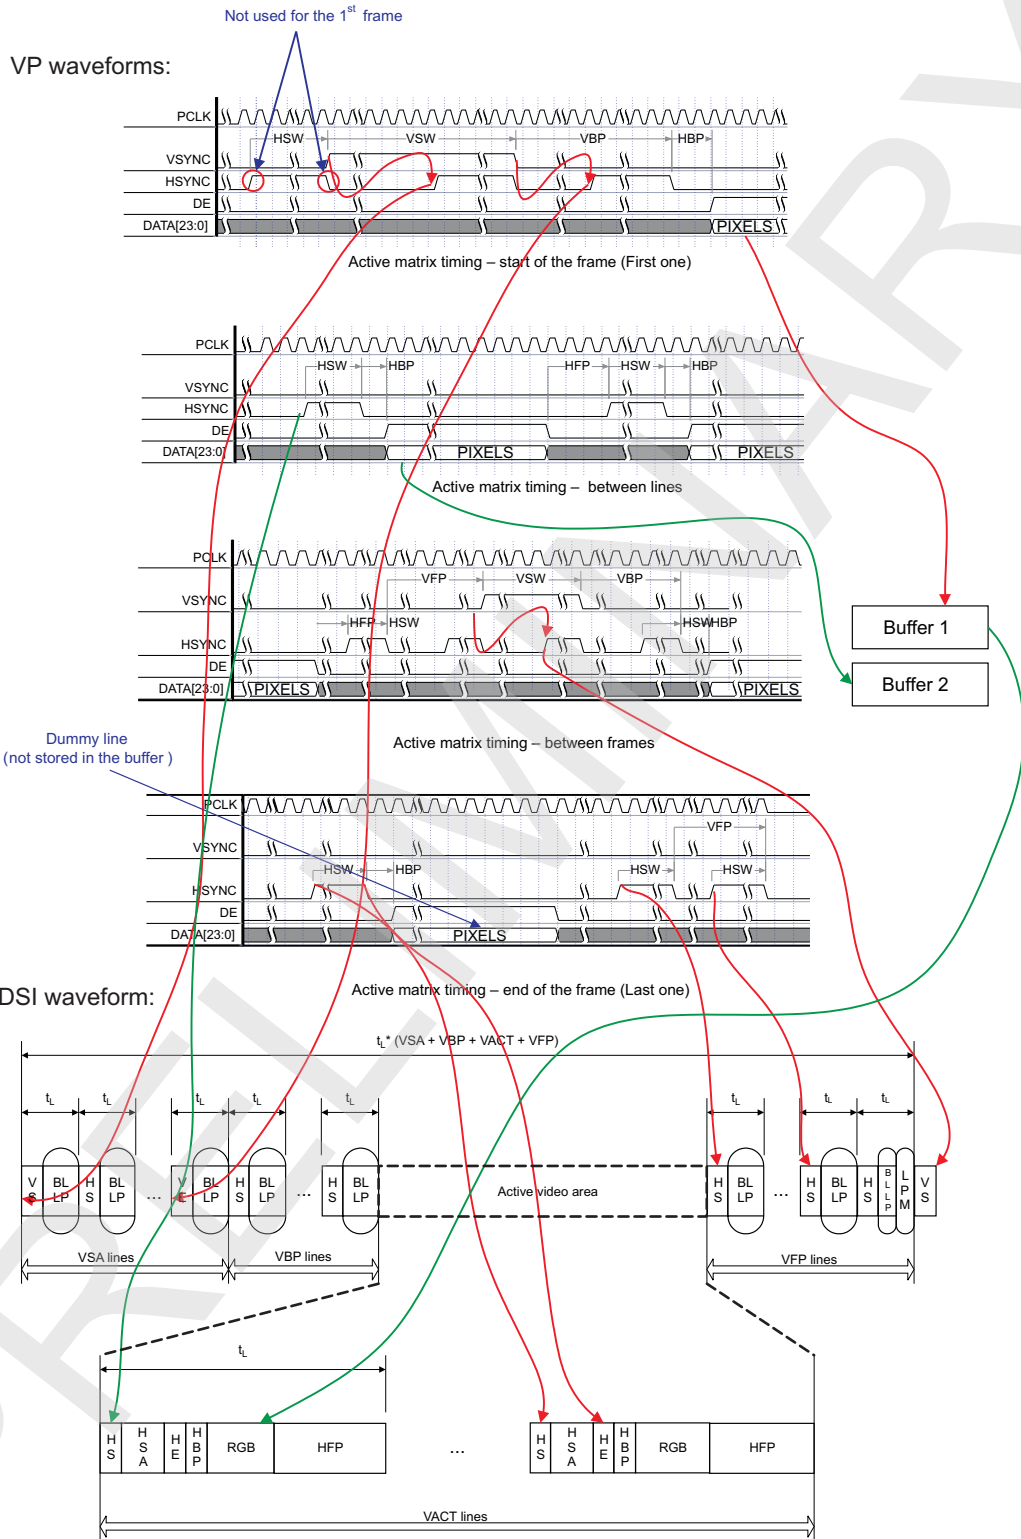 Not used for the 1st frame
VP waveforms:
PCLK
HSW VSW VBP HBP
VSYNC
HSYNC
DE
DATA[23:0] PIXELS
Active matrix timing – start of the frame (First one)
PCLK
HSW HBP HFP HSW HBP
VSYNC
HSYNC
DE
DATA[23:0] PIXELS PIXELS
Active matrix timing – between lines
PCLK
VFP VSW VBP
VSYNC
HFP HSW HSW HBP
HSYNC
DE
DATA[23:0] PIXELS PIXELS
Buffer 1
Buffer 2
Active matrix timing – between frames
Dummy line
(not stored in the buffer )
PCLK
VFP
VSYNC
HSW HBP HSW HSW
HSYNC
DE
DATA[23:0] PIXELS
Active matrix timing – end of the frame (Last one)
DSI waveform:
tL* (VSA + VBP + VACT + VFP)
tL tL tL tL tL tL tL tL
VS BLLP HS BLLP ... VE BLLP HS BLLP ... HS BLLP Active video area HS BLLP ... HS BLLP HS BLLP LPM VS
VSA lines VBP lines VFP lines
tL
HS HSA HE HBP RGB HFP ... HS HSA HE HBP RGB HFP
VACT lines
PRELIMINARY